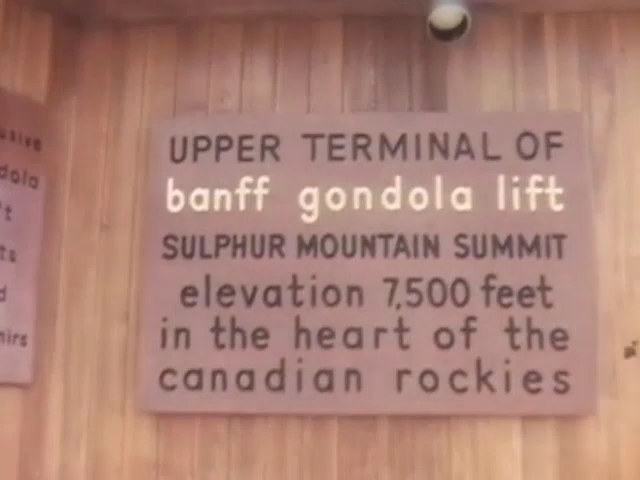 UPPER TERMINAL OF
banff gondola lift
SULPHUR MOUNTAIN SUMMIT
elevation 7,500 feet
in the heart of the
canadian rockies